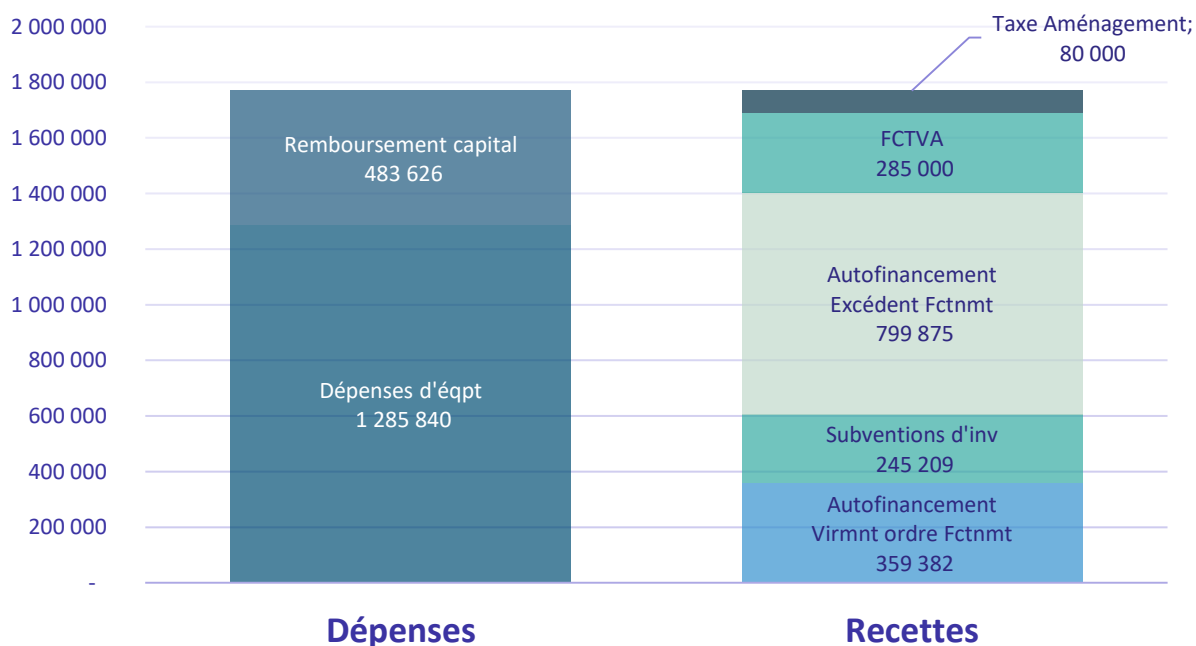 2 000 000
1 800 000
1 600 000
1 400 000
1 200 000
1 000 000
800 000
600 000
400 000
200 000
-
Remboursement capital
483 626
Dépenses d'éqpt
1 285 840
Taxe Aménagement;
80 000
FCTVA
285 000
Autofinancement
Excédent Fctnmt
799 875
Subventions d'inv
245 209
Autofinancement
Virmnt ordre Fctnmt
359 382
Dépenses
Recettes